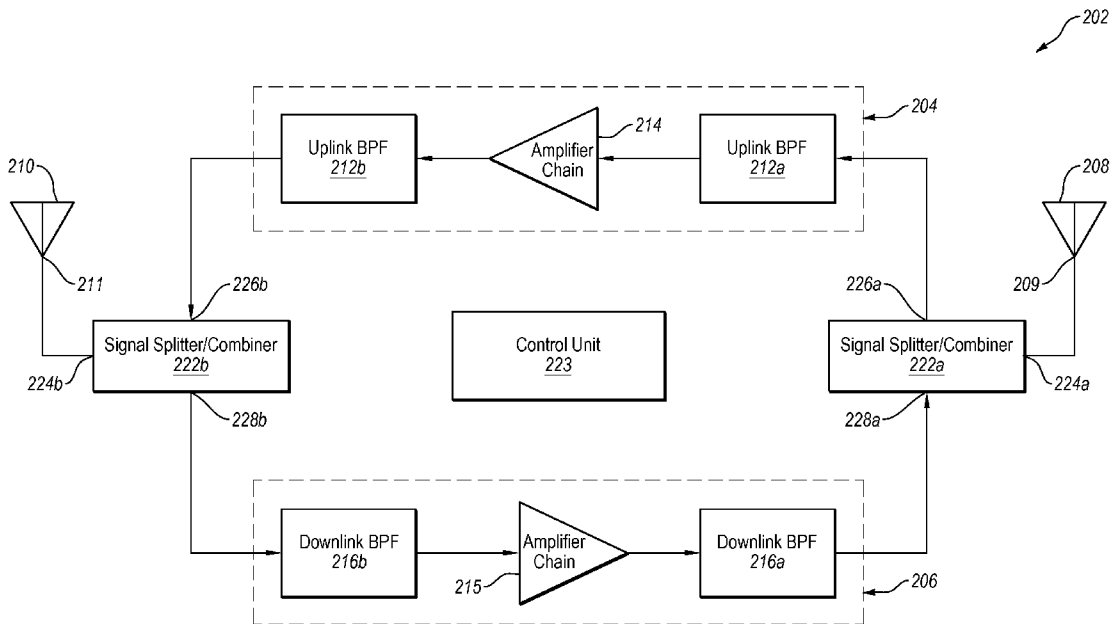 202
204
214
Uplink BPF
212b
Amplifier
Chain
Uplink BPF
212a
210
208
211
209
226b
226a
Signal Splitter/Combiner
222b
Control Unit
223
Signal Splitter/Combiner
222a
224b
224a
228b
228a
Downlink BPF
216b
Amplifier
Chain
215
Downlink BPF
216a
206